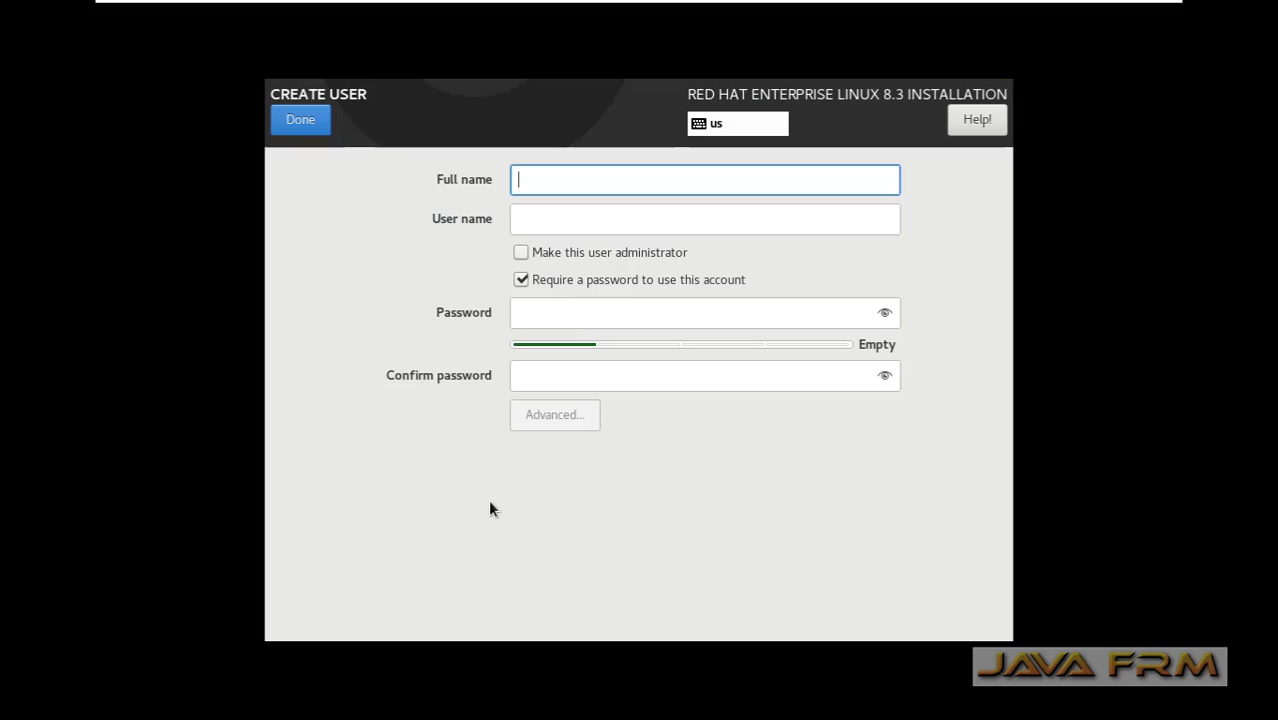 CREATE USER
RED HAT ENTERPRISE LINUX 8.3 INSTALLATION
Done
us
Help!
Full name
User name
Make this user administrator
Require a password to use this account
Password
Empty
Confirm password
Advanced...
JAVA FRM